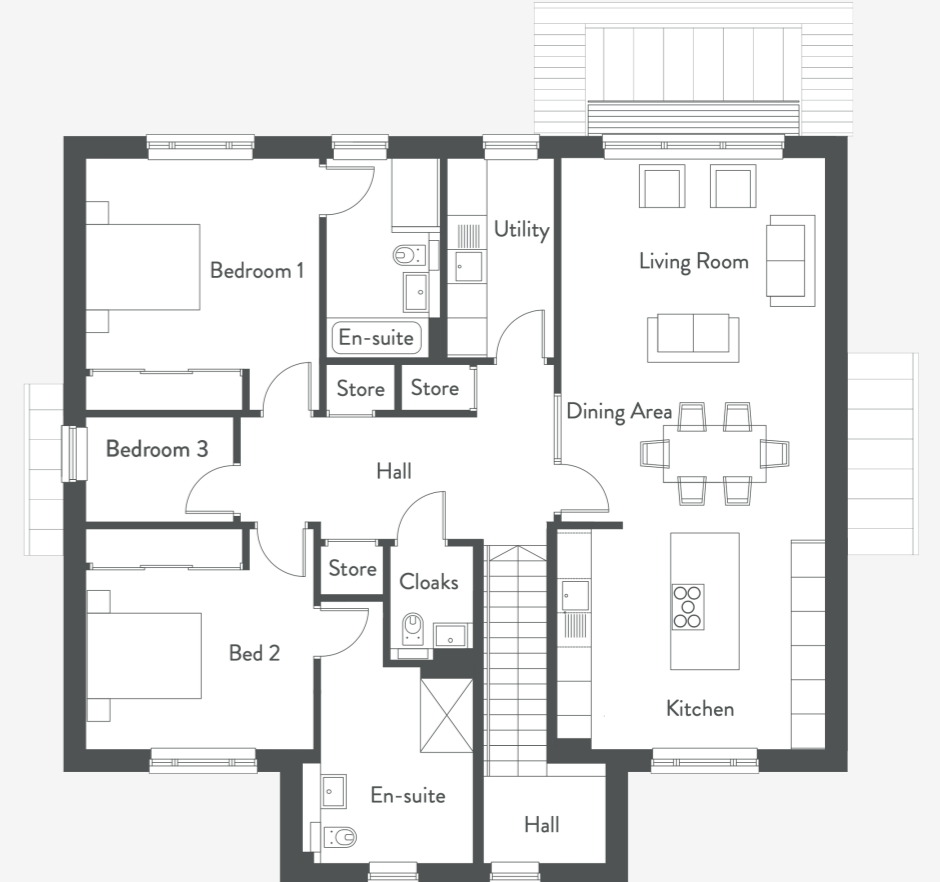 Utility
Living Room
Bedroom 1
En-suite
Store
Store
Dining Area
Bedroom 3
Hall
Store
Cloaks
Bed 2
Kitchen
En-suite
Hall